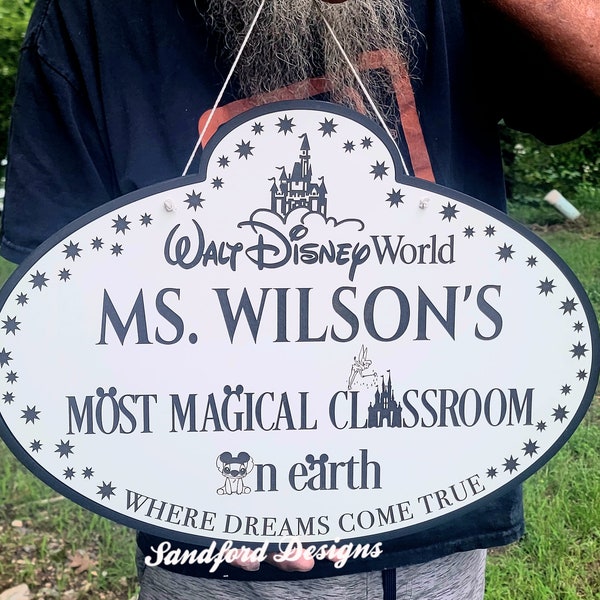 WALT DISNEY World
MS. WILSON'S
MOST MAGICAL CLASSROOM
On earth
WHERE DREAMS COME TRUE
Sandford Designs